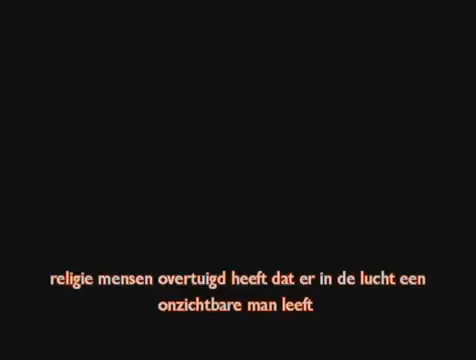 religie mensen overtuigd heeft dat er in de lucht een
onzichtbare man leeft